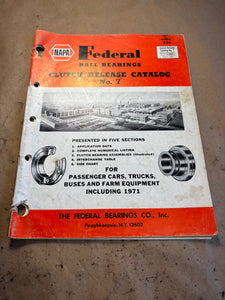 NAPA
Federal
BALL BEARINGS
CLUTCH RELEASE CATALOG
No. 7
PRESENTED IN FIVE SECTIONS
1. APPLICATION DATA
2. COMPLETE NUMERICAL LISTING
3. CLUTCH BEARING ASSEMBLIES (Illustrated)
4. INTERCHANGE TABLE
5. SIZE CHART
FOR
PASSENGER CARS, TRUCKS,
BUSES AND FARM EQUIPMENT
INCLUDING 1971
THE FEDERAL BEARINGS CO., Inc.
Poughkeepsie, N.Y. 12602